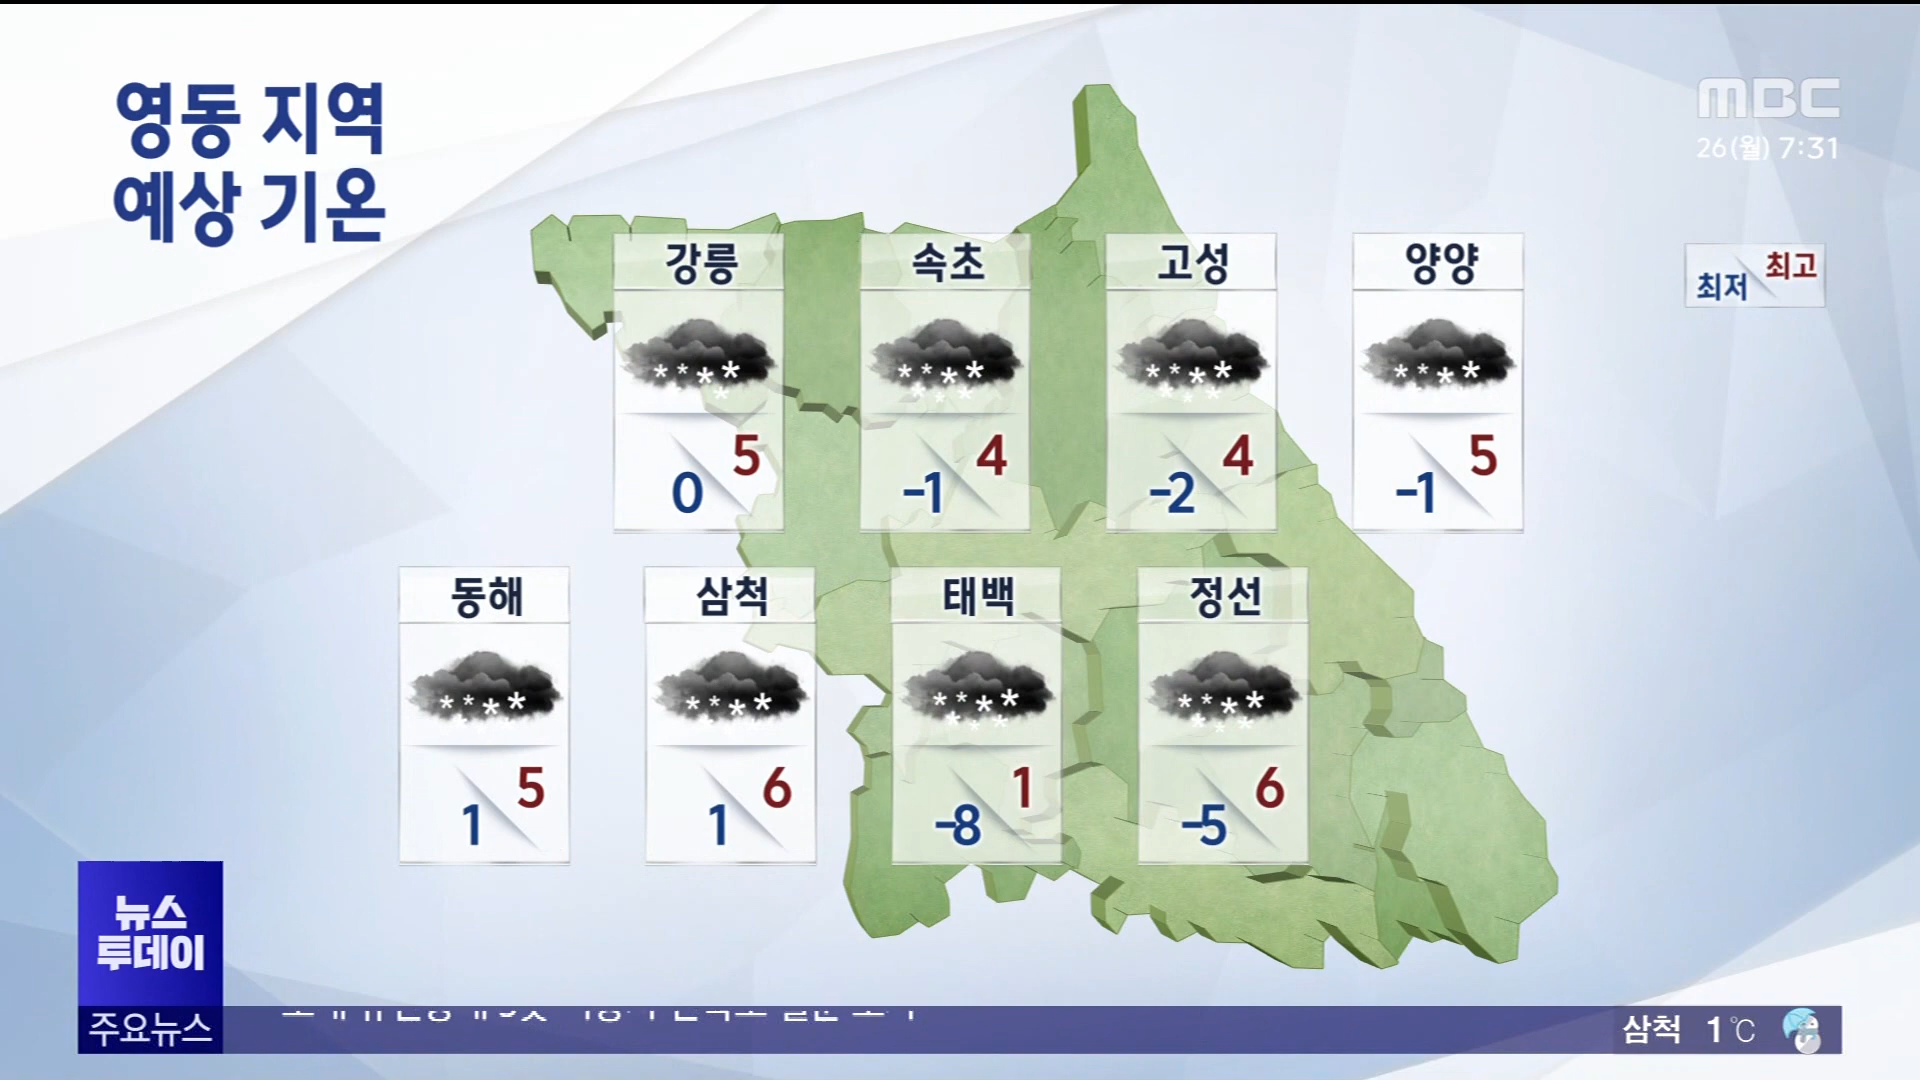 영동 지역
예상 기온
MBC
26(월) 7:31
최저 최고
강릉
0 5
속초
-1 4
고성
-2 4
양양
-1 5
동해
1 5
삼척
1 6
태백
-8 1
정선
-5 6
뉴스
투데이
주요뉴스
삼척 1℃